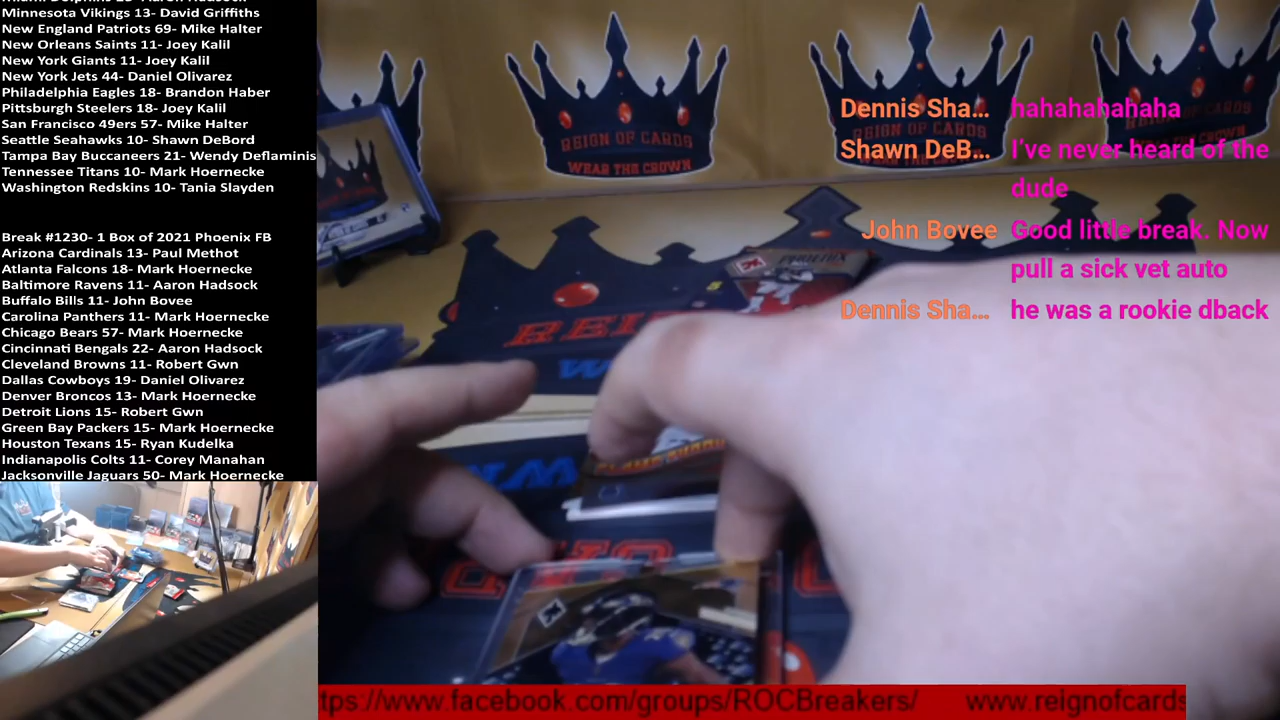 Minnesota Vikings 13- David Griffiths
New England Patriots 69- Mike Halter
New Orleans Saints 11- Joey Kalil
New York Giants 11- Joey Kalil
New York Jets 44- Daniel Olivarez
Philadelphia Eagles 18- Brandon Haber
Pittsburgh Steelers 18- Joey Kalil
San Francisco 49ers 57- Mike Halter
Seattle Seahawks 10- Shawn DeBord
Tampa Bay Buccaneers 21- Wendy Deflaminis
Tennessee Titans 10- Mark Hoernecke
Washington Redskins 10- Tania Slayden
Break #1230- 1 Box of 2021 Phoenix FB
Arizona Cardinals 13- Paul Methot
Atlanta Falcons 18- Mark Hoernecke
Baltimore Ravens 11- Aaron Hadsock
Buffalo Bills 11- John Bovee
Carolina Panthers 11- Mark Hoernecke
Chicago Bears 57- Mark Hoernecke
Cincinnati Bengals 22- Aaron Hadsock
Cleveland Browns 11- Robert Gwn
Dallas Cowboys 19- Daniel Olivarez
Denver Broncos 13- Mark Hoernecke
Detroit Lions 15- Robert Gwn
Green Bay Packers 15- Mark Hoernecke
Houston Texans 15- Ryan Kudelka
Indianapolis Colts 11- Corey Manahan
Jacksonville Jaguars 50- Mark Hoernecke
REIGN OF CARDS
WEAR THE CROWN
REIGN OF CARDS
WEAR THE CROWN
Dennis Sha... hahahahahaha
Shawn DeB... I've never heard of the
dude
John Bovee Good little break. Now
pull a sick vet auto
Dennis Sha... he was a rookie dback
PHOENIX
tps://www.facebook.com/groups/ROCBreakers/ www.reignofcards